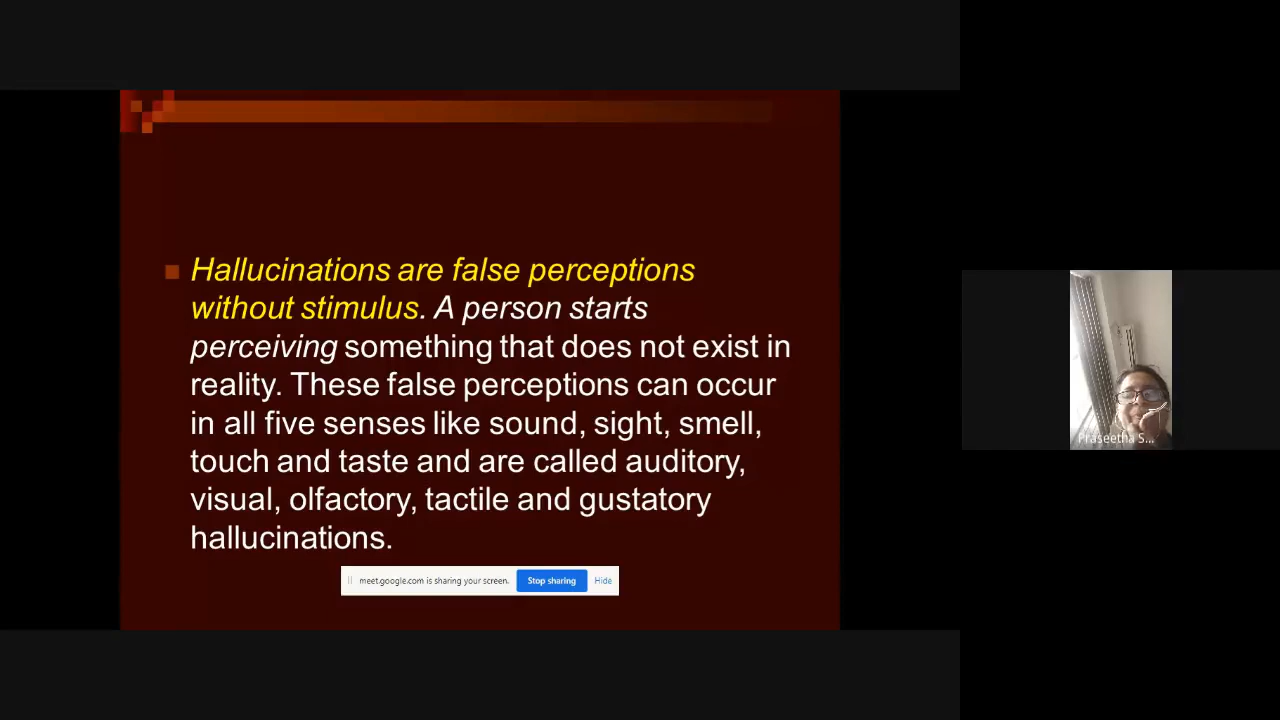 Hallucinations are false perceptions
without stimulus. A person starts
perceiving something that does not exist in
reality. These false perceptions can occur
in all five senses like sound, sight, smell,
touch and taste and are called auditory,
visual, olfactory, tactile and gustatory
hallucinations.
meet.google.com is sharing your screen. Stop sharing Hide
Praseetha S...